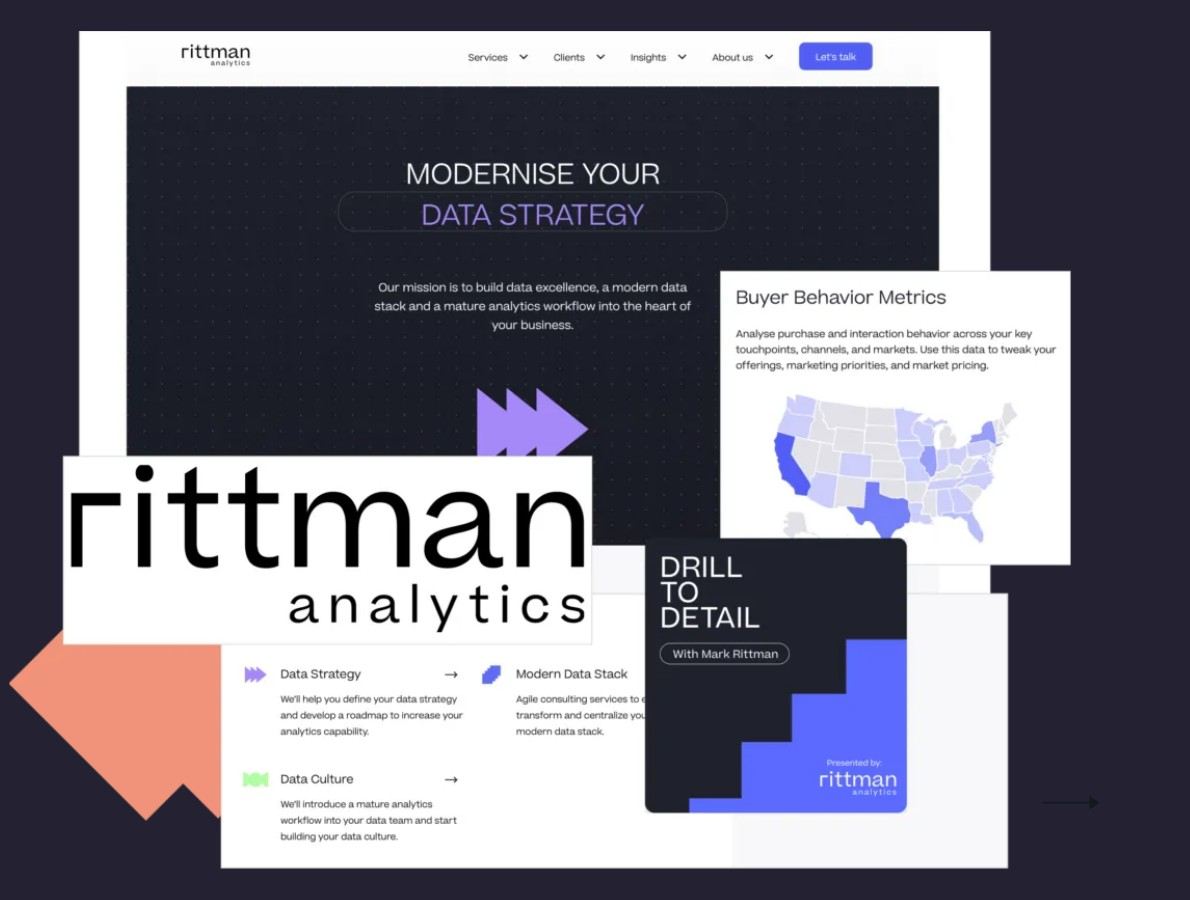 rittman
analytics
Services
Clients
Insights
About us
Let's talk
MODERNISE YOUR
DATA STRATEGY
Our mission is to build data excellence, a modern data
stack and a mature analytics workflow into the heart of
your business.
Buyer Behavior Metrics
Analyse purchase and interaction behavior across your key
touchpoints, channels, and markets. Use this data to tweak your
offerings, marketing priorities, and market pricing.
rittman
analytics
Data Strategy
We'll help you define your data strategy
and develop a roadmap to increase your
analytics capability.
Modern Data Stack
Agile consulting services to
transform and centralize
modern data stack.
Data Culture
We'll introduce a mature analytics
workflow into your data team and start
building your data culture.
DRILL
TO
DETAIL
With Mark Rittman
Presented by:
rittman
analytics